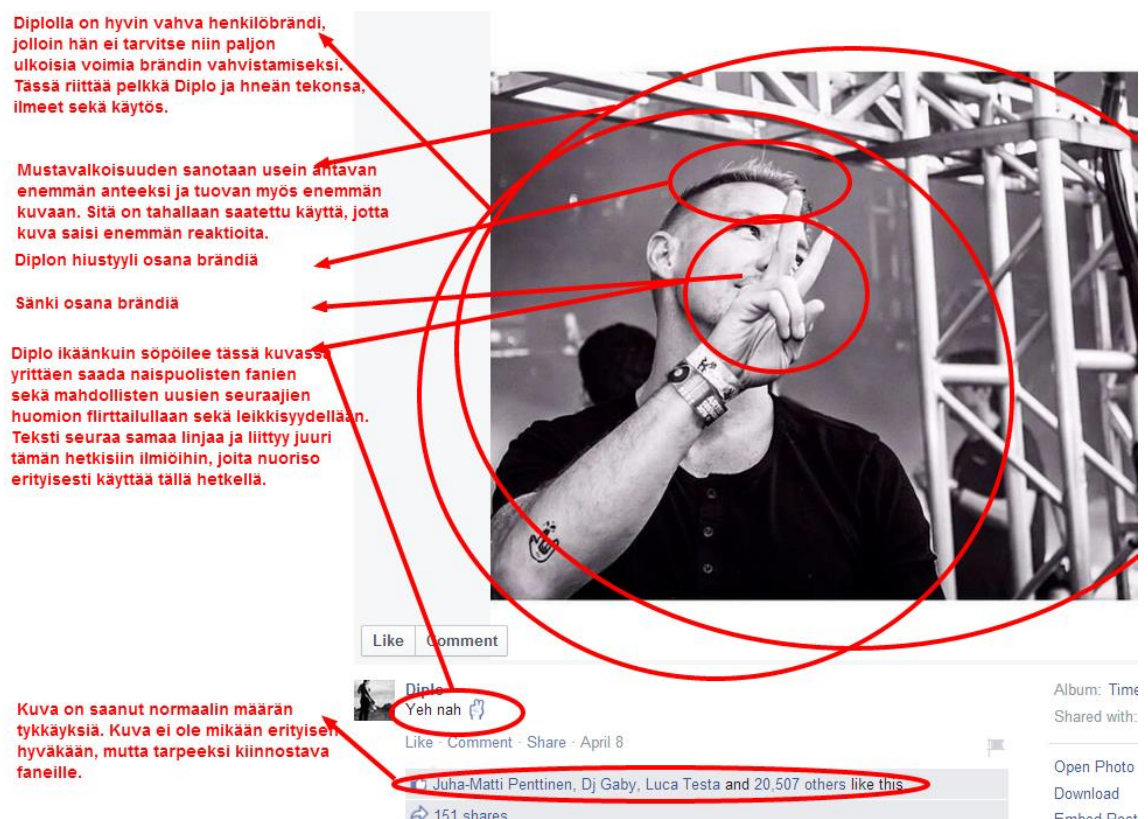 Diplolla on hyvin vahva henkilöbrändi,
jolloin hän ei tarvitse niin paljon
ulkoisia voimia brändin vahvistamiseksi.
Tässä riittää pelkkä Diplo ja hneän tekonsa,
ilmeet sekä käytös.
Mustavalkoisuuden sanotaan usein antavan
enemmän anteeksi ja tuovan myös enemmän
kuvaan. Sitä on tahallaan saatettu käyttä, jotta
kuva saisi enemmän reaktioita.
Diplon hiustyyli osana brändiä
Sänki osana brändiä
Diplo ikäänkuin söpöilee tässä kuvassa
yrittäen saada naispuolisten fanien
sekä mahdollisten uusien seuraajien
huomion flirttailullaan sekä leikkisyydellään.
Teksti seuraa samaa linjaa ja liittyy juuri
tämän hetkisiin ilmiöihin, joita nuoriso
erityisesti käyttää tällä hetkellä.
Like Comment
Diplo
Yeh nah
Like · Comment · Share · April 8
Kuva on saanut normaalin määrän
tykkäyksiä. Kuva ei ole mikään erityisen
hyväkään, mutta tarpeeksi kiinnostava
faneille.
Juha-Matti Penttinen, Dj Gaby, Luca Testa and 20,507 others like this.
151 shares
Album: Time
Shared with:
Open Photo
Download
Embed Post